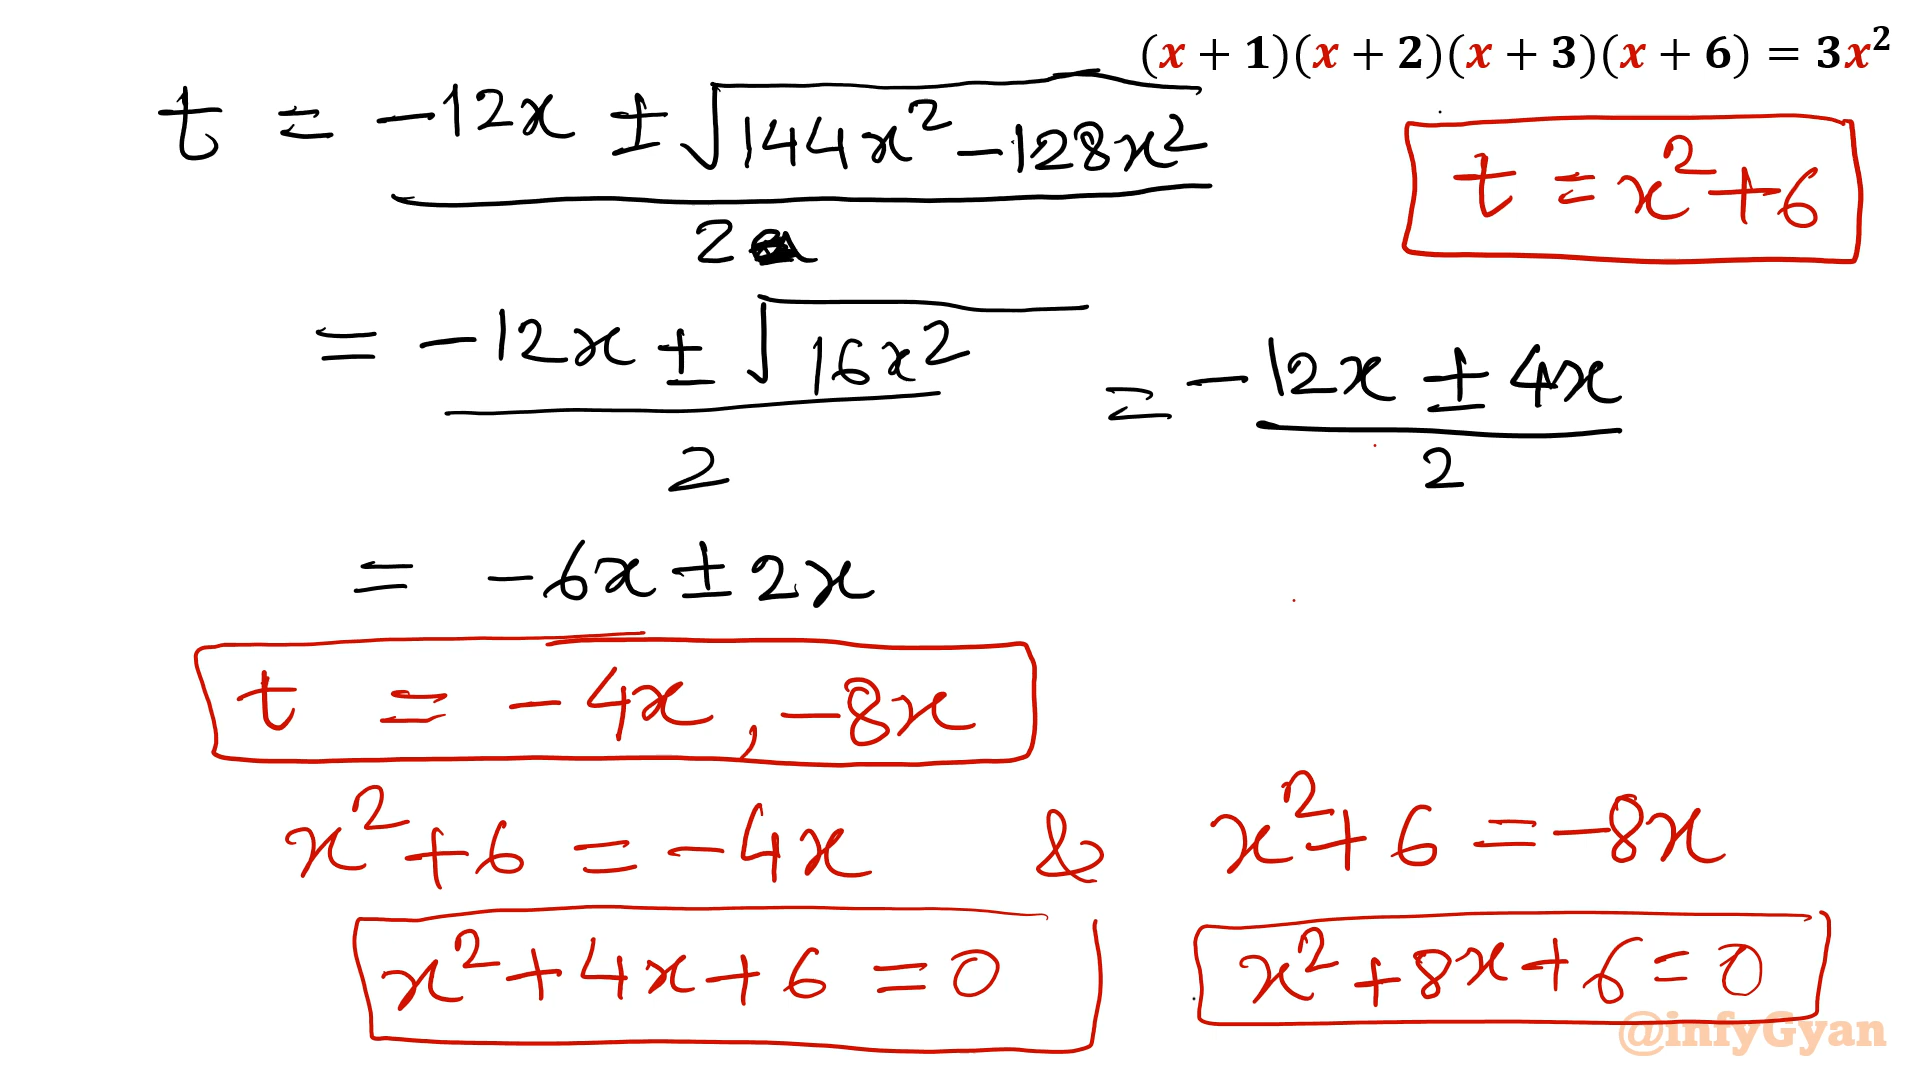 (x + 1)(x + 2)(x + 3)(x + 6) = 3x²
t = x² + 6
t = (-12x ± √(144x² - 128x²))/2
= (-12x ± √(16x²))/2 = (-12x ± 4x)/2
= -6x ± 2x
t = -4x, -8x
x² + 6 = -4x & x² + 6 = -8x
x² + 4x + 6 = 0 x² + 8x + 6 = 0
@infyGyan